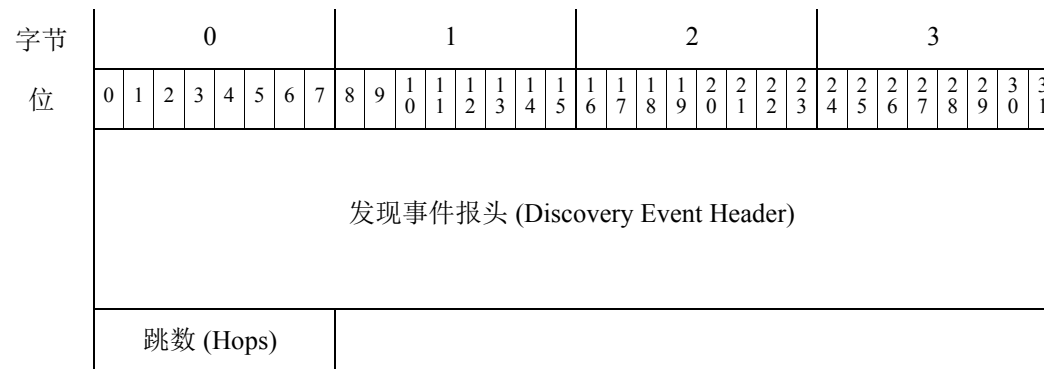 字节 0 1 2 3
位 0 1 2 3 4 5 6 7 8 9 10 11 12 13 14 15 16 17 18 19 20 21 22 23 24 25 26 27 28 29 30 31
发现事件报头 (Discovery Event Header)
跳数 (Hops)